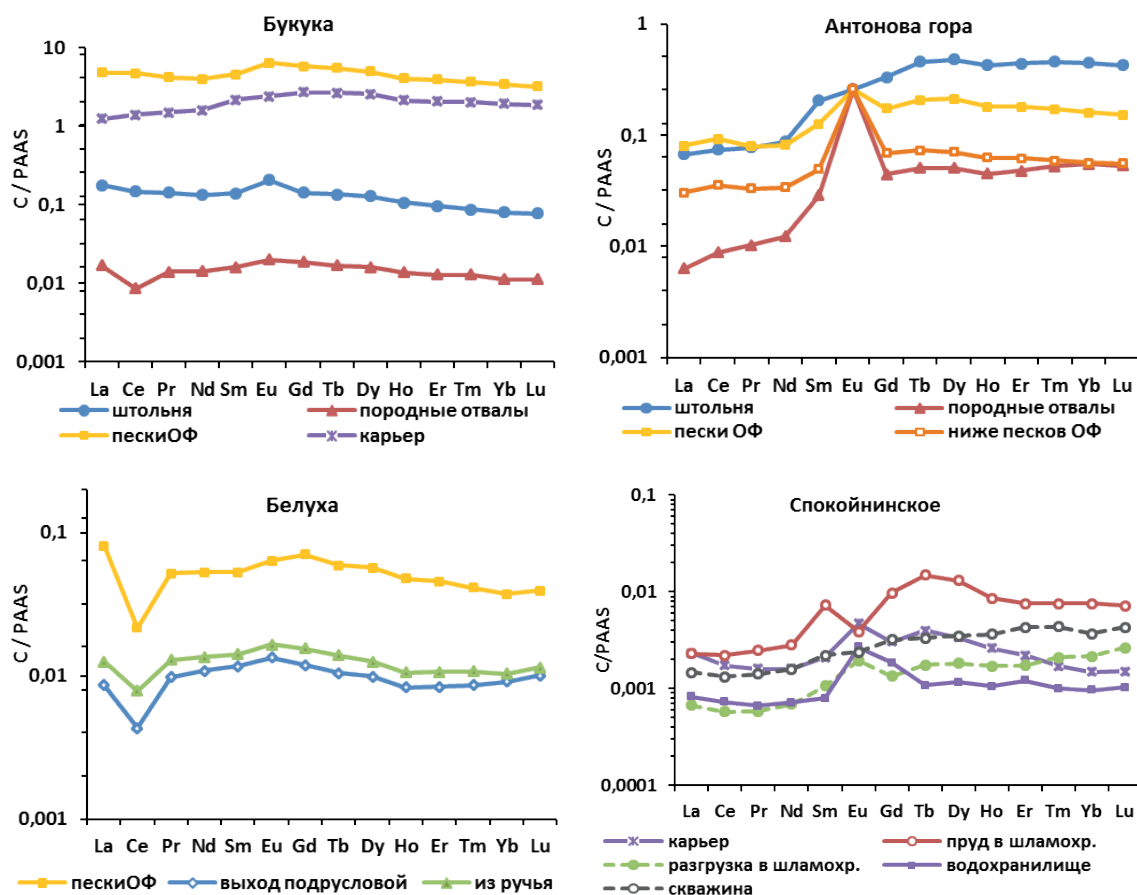 Букука
10
1
0,1
0,01
0,001
С / PAAS
La Ce Pr Nd Sm Eu Gd Tb Dy Ho Er Tm Yb Lu
штольня породные отвалы
пескиОФ карьер
Антонова гора
1
0,1
0,01
0,001
С / PAAS
La Ce Pr Nd Sm Eu Gd Tb Dy Ho Er Tm Yb Lu
штольня породные отвалы
пески ОФ ниже песков ОФ
Белуха
0,1
0,01
0,001
С / PAAS
La Ce Pr Nd Sm Eu Gd Tb Dy Ho Er Tm Yb Lu
пескиОФ выход подрусловой из ручья
Спокойнинское
0,1
0,01
0,001
0,0001
С/PAAS
La Ce Pr Nd Sm Eu Gd Tb Dy Ho Er Tm Yb Lu
карьер пруд в шламохр.
разгрузка в шламохр. водохранилище
скважина